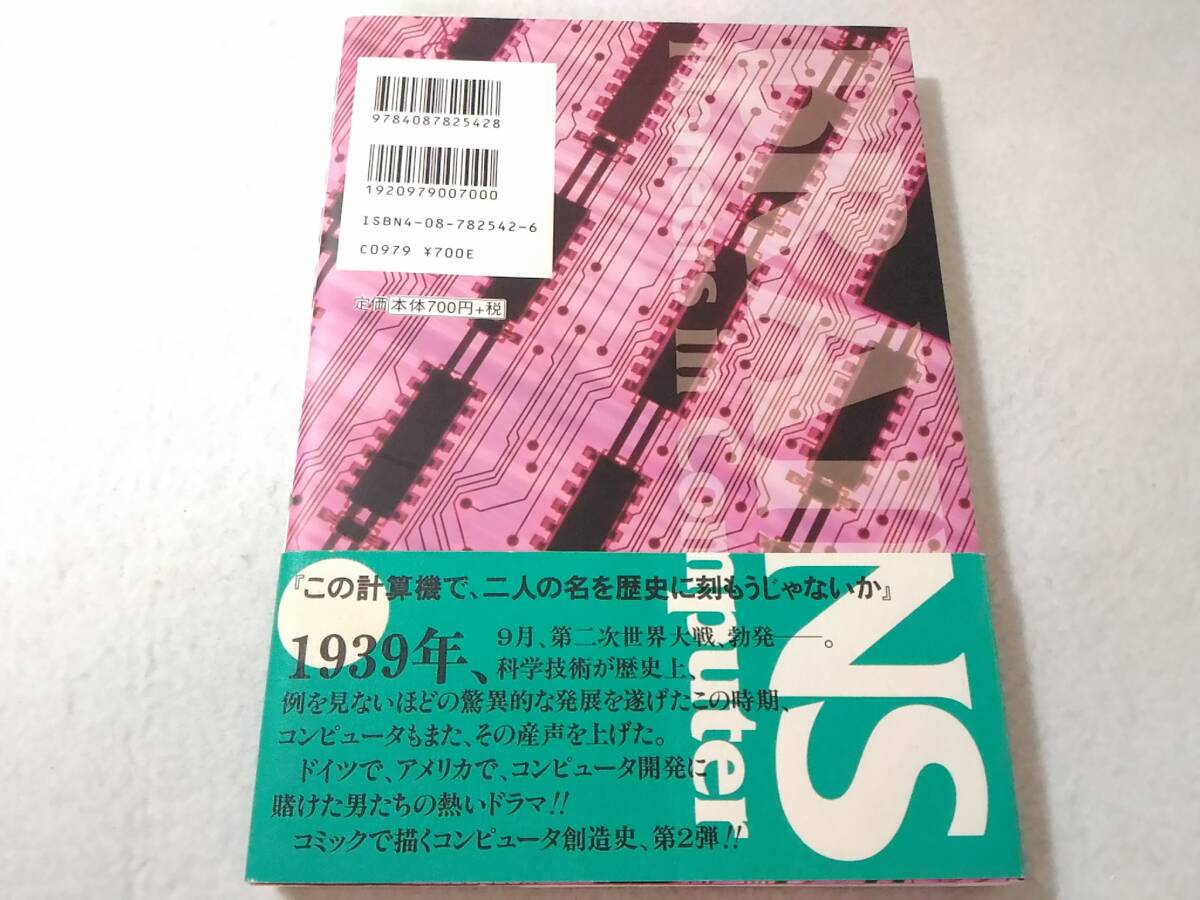 9784087825428
1920979007000
ISBN4-08-782542-6
C0979 ¥700E
定価 本体700円+税
BRAINS
Pioneers In Computer
『この計算機で、二人の名を歴史に刻もうじゃないか』
1939年、9月、第二次世界大戦、勃発――。
科学技術が歴史上、
例を見ないほどの驚異的な発展を遂げたこの時期、
コンピュータもまた、その産声を上げた。
ドイツで、アメリカで、コンピュータ開発に
賭けた男たちの熱いドラマ!!
コミックで描くコンピュータ創造史、第2弾!!